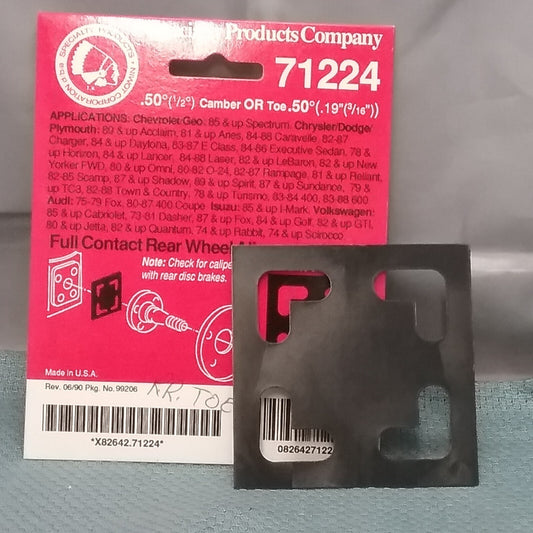 SPECIALTY PRODUCTS
NIWOT CORPORATION d b a
Products Company
71224
.50°(1/2°) Camber OR Toe .50°(.19"(3/16"))
APPLICATIONS: Chevrolet/Geo: 85 & up Spectrum. Chrysler/Dodge/
Plymouth: 89 & up Acclaim, 81 & up Aries, 84-88 Caravelle, 82-87
Charger, 84 & up Daytona, 83-87 E Class, 84-86 Executive Sedan, 78 &
up Horizon, 84 & up Lancer, 84-88 Laser, 82 & up LeBaron, 82 & up New
Yorker FWD, 80 & up Omni, 80-82 O-24, 82-87 Rampage, 81 & up Reliant,
82-85 Scamp, 87 & up Shadow, 89 & up Spirit, 87 & up Sundance, 79 &
up TC3, 82-88 Town & Country, 78 & up Turismo, 83-84 400, 83-88 600
Audi: 75-79 Fox, 80-87 400 Coupe Isuzu: 85 & up I-Mark. Volkswagen:
85 & up Cabriolet, 73-81 Dasher, 87 & up Fox, 84 & up Golf, 82 & up GTI,
80 & up Jetta, 82 & up Quantum, 74 & up Rabbit, 74 & up Scirocco
Full Contact Rear Wheel
Note: Check for calipe
with rear disc brakes.
Made in U.S.A.
Rev. 06/90 Pkg. No. 99206
RR. TOE
*X82642.71224*
0826427122